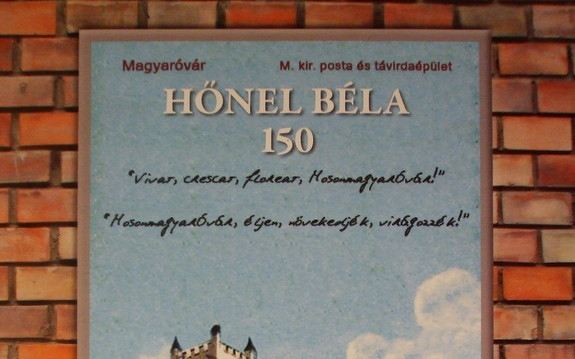 Magyaróvár M. kir. posta és távirdaépület
HŐNEL BÉLA
150
"Vivat, crescat, floreat, Mosonmagyaróvár!"
"Mosonmagyaróvár, éljen, növekedjék, virágozzék!"